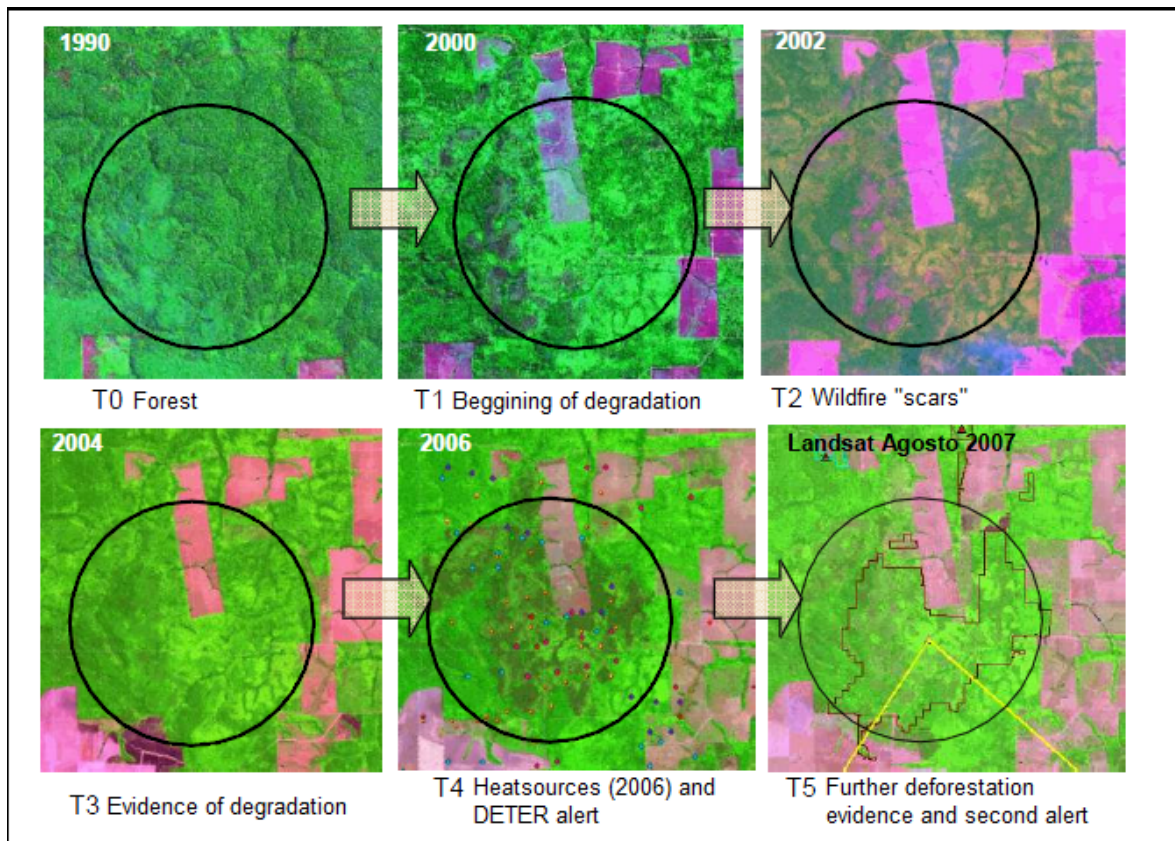 1990
2000
2002
T0 Forest
T1 Beggining of degradation
T2 Wildfire "scars"
2004
2006
Landsat Agosto 2007
T3 Evidence of degradation
T4 Heatsources (2006) and
DETER alert
T5 Further deforestation
evidence and second alert